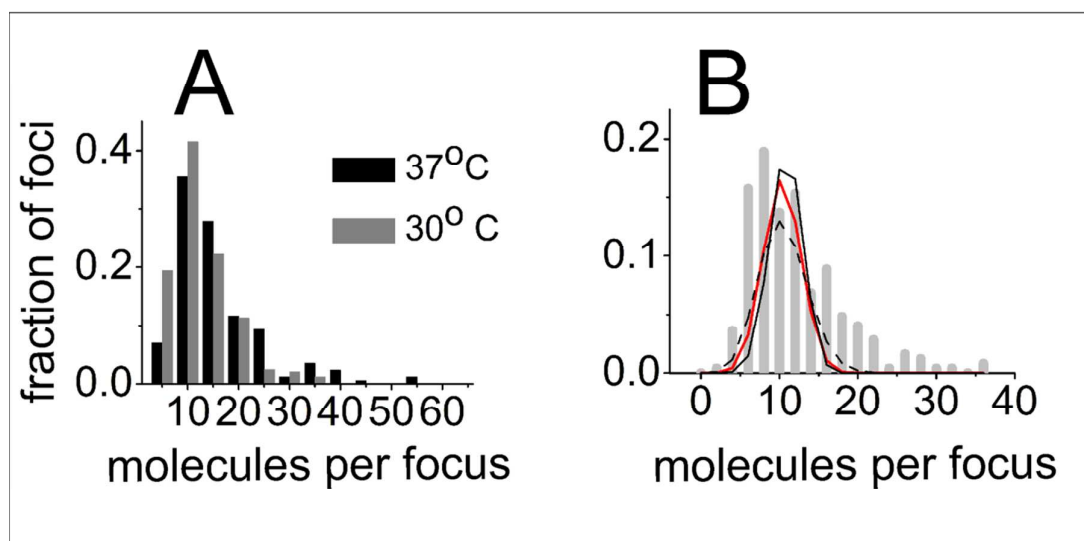 A
fraction of foci
0.4
0.2
0.0
37°C
30° C
10 20 30 40 50 60
molecules per focus
B
0.2
0.1
0.0
0 10 20 30 40
molecules per focus